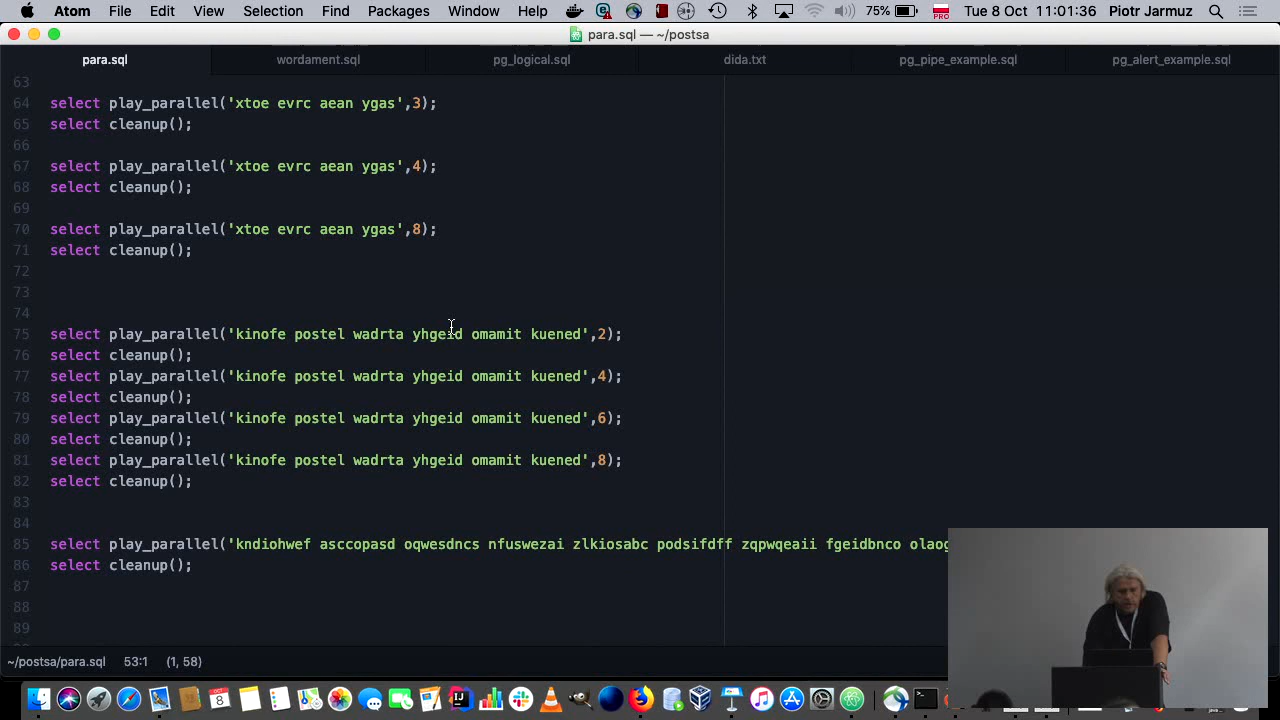 Atom File Edit View Selection Find Packages Window Help 75% PRO Tue 8 Oct 11:01:36 Piotr Jarmuz
para.sql — ~/postsa
para.sql wordament.sql pg_logical.sql dida.txt pg_pipe_example.sql pg_alert_example.sql
63
64 select play_parallel('xtoe evrc aean ygas',3);
65 select cleanup();
66
67 select play_parallel('xtoe evrc aean ygas',4);
68 select cleanup();
69
70 select play_parallel('xtoe evrc aean ygas',8);
71 select cleanup();
72
73
74
75 select play_parallel('kinofe postel wadrta yhgeid omamit kuened',2);
76 select cleanup();
77 select play_parallel('kinofe postel wadrta yhgeid omamit kuened',4);
78 select cleanup();
79 select play_parallel('kinofe postel wadrta yhgeid omamit kuened',6);
80 select cleanup();
81 select play_parallel('kinofe postel wadrta yhgeid omamit kuened',8);
82 select cleanup();
83
84
85 select play_parallel('kndiohwef asccopasd oqwesdncs nfuswezai zlkiosabc podsifdff zqpwqeaii fgeidbnco olaog
86 select cleanup();
87
88
89
~/postsa/para.sql 53:1 (1, 58)